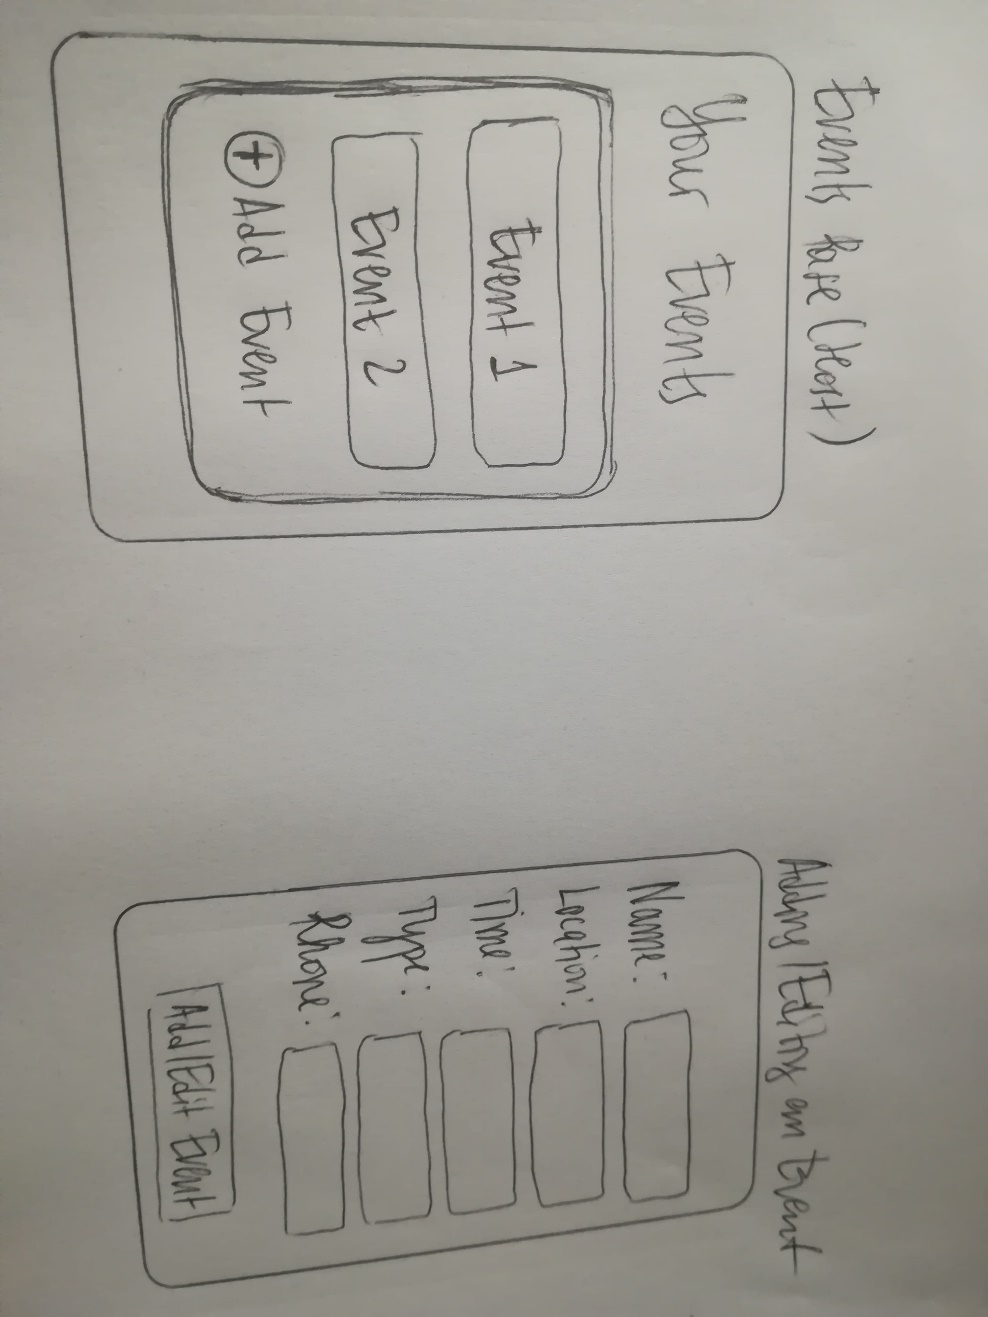 Events Page (Host)
Your Events
Event 1
Event 2
+ Add Event
Adding/Editing an Event
Name:
Location:
Time:
Type:
Phone:
Add/Edit Event